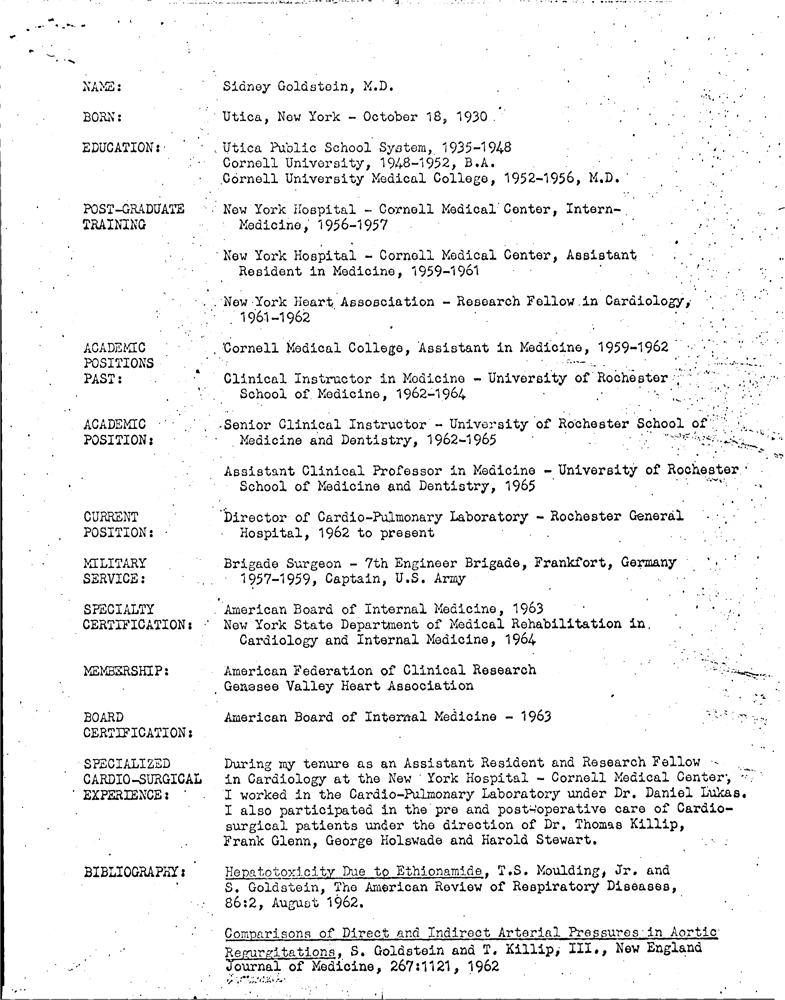 NAME: Sidney Goldstein, M.D.
BORN: Utica, New York - October 18, 1930
EDUCATION: Utica Public School System, 1935-1948
Cornell University, 1948-1952, B.A.
Cornell University Medical College, 1952-1956, M.D.
POST-GRADUATE New York Hospital - Cornell Medical Center, Intern-
TRAINING Medicine, 1956-1957
New York Hospital - Cornell Medical Center, Assistant
Resident in Medicine, 1959-1961
New York Heart Assosciation - Research Fellow in Cardiology,
1961-1962
ACADEMIC Cornell Medical College, Assistant in Medicine, 1959-1962
POSITIONS
PAST: Clinical Instructor in Medicine - University of Rochester
School of Medicine, 1962-1964
ACADEMIC Senior Clinical Instructor - University of Rochester School of
POSITION: Medicine and Dentistry, 1962-1965
Assistant Clinical Professor in Medicine - University of Rochester
School of Medicine and Dentistry, 1965
CURRENT Director of Cardio-Pulmonary Laboratory - Rochester General
POSITION: Hospital, 1962 to present
MILITARY Brigade Surgeon - 7th Engineer Brigade, Frankfort, Germany
SERVICE: 1957-1959, Captain, U.S. Army
SPECIALTY American Board of Internal Medicine, 1963
CERTIFICATION: New York State Department of Medical Rehabilitation in
Cardiology and Internal Medicine, 1964
MEMBERSHIP: American Federation of Clinical Research
Genesee Valley Heart Association
BOARD American Board of Internal Medicine - 1963
CERTIFICATION:
SPECIALIZED During my tenure as an Assistant Resident and Research Fellow
CARDIO-SURGICAL in Cardiology at the New York Hospital - Cornell Medical Center,
EXPERIENCE: I worked in the Cardio-Pulmonary Laboratory under Dr. Daniel Lukas.
I also participated in the pre and post-operative care of Cardio-
surgical patients under the direction of Dr. Thomas Killip,
Frank Glenn, George Holswade and Harold Stewart.
BIBLIOGRAPHY: Hepatotoxicity Due to Ethionamide, T.S. Moulding, Jr. and
S. Goldstein, The American Review of Respiratory Diseases,
86:2, August 1962.
Comparisons of Direct and Indirect Arterial Pressures in Aortic
Regurgitations, S. Goldstein and T. Killip, III., New England
Journal of Medicine, 267:1121, 1962